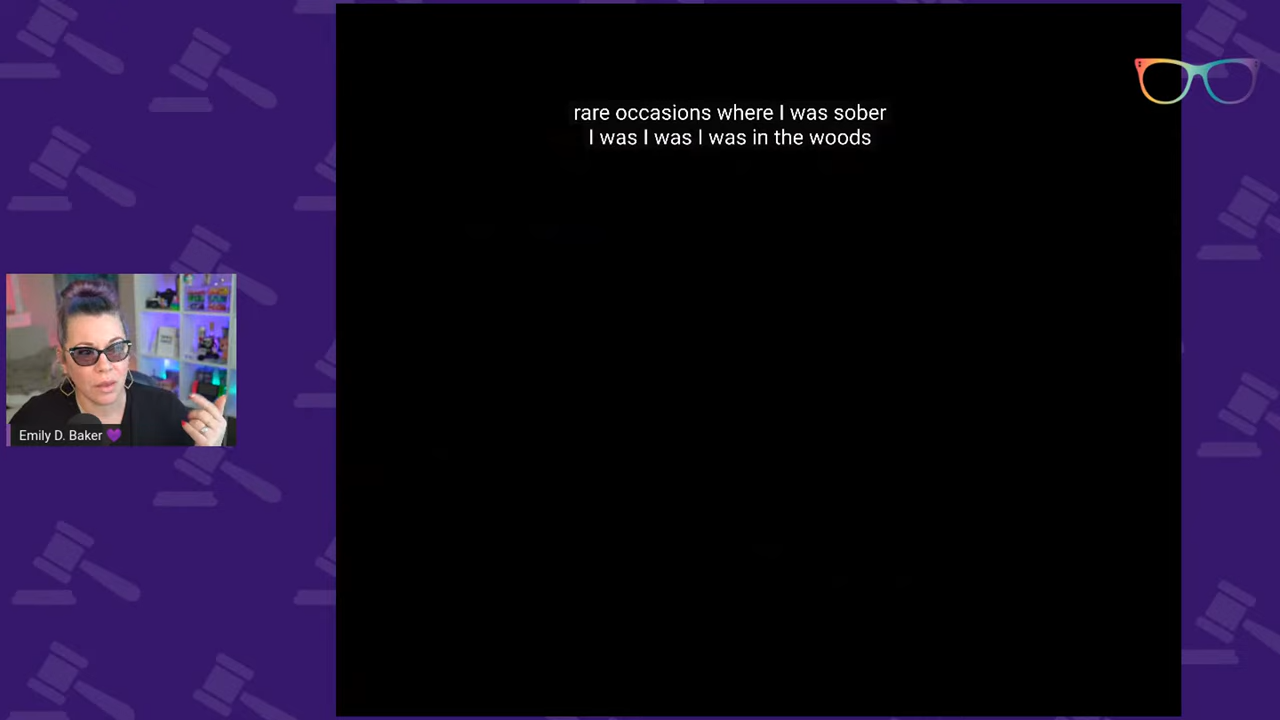 rare occasions where I was sober
I was I was I was in the woods
Emily D. Baker 💜